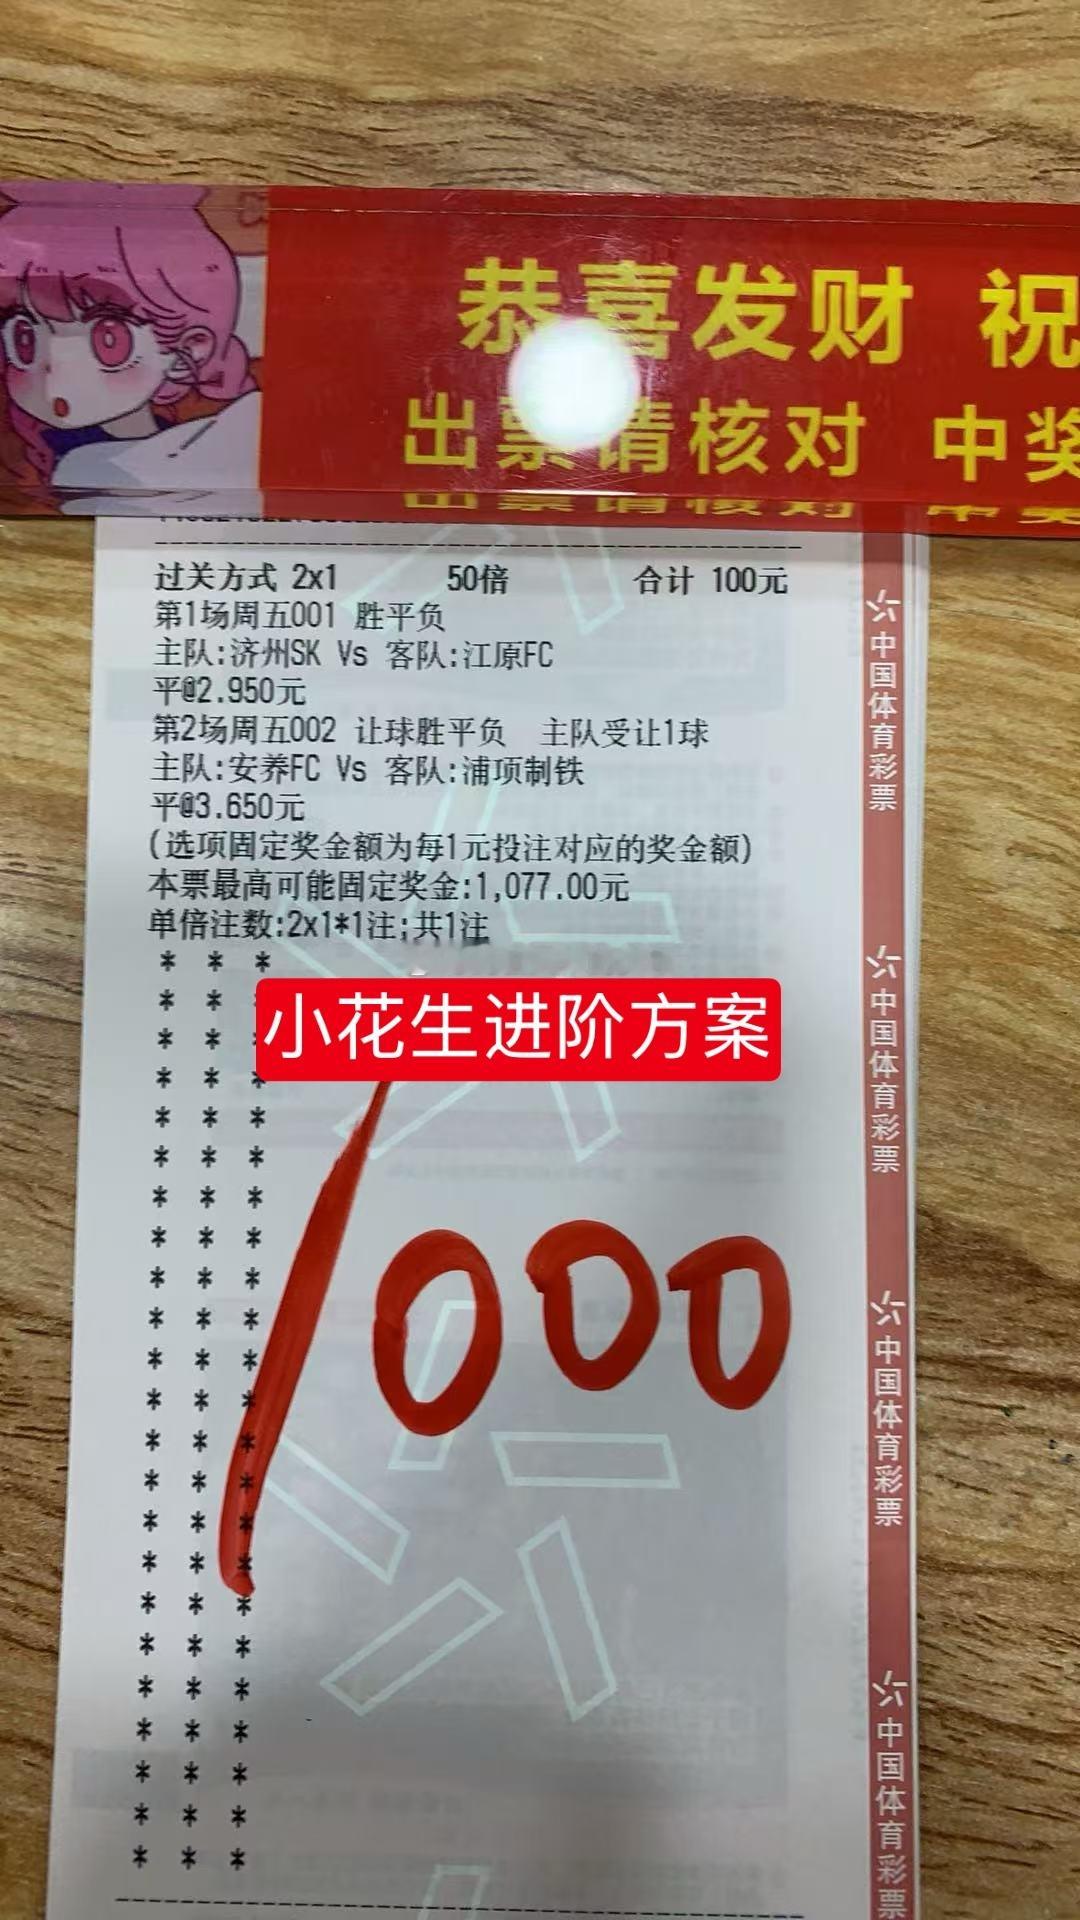 恭喜发财 祝
出票请核对 中奖
过关方式 2x1 50倍 合计 100元
第1场周五001 胜平负
主队:济州SK Vs 客队:江原FC
平@2.950元
第2场周五002 让球胜平负 主队受让1球
主队:安养FC Vs 客队:浦项制铁
平@3.650元
(选项固定奖金额为每1元投注对应的奖金额)
本票最高可能固定奖金:1,077.00元
单倍注数:2x1*1注;共1注
小花生进阶方案
1000
中国体育彩票
中国体育彩票
中国体育彩票
中国体育彩票